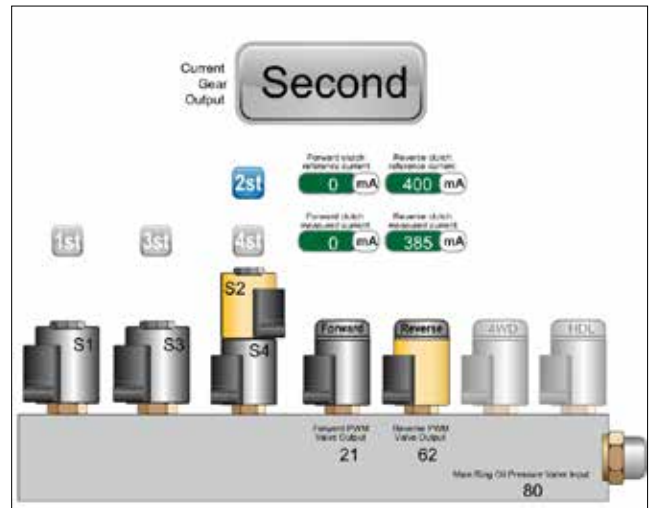 Current
Gear
Output
Second
Forward clutch
reference current
0 mA
Reverse clutch
reference current
400 mA
2st
Forward clutch
measured current
0 mA
Reverse clutch
measured current
385 mA
1st
3st
4st
S2
S1
S3
S4
Forward
Reverse
4WD
HDL
Forward PWM
Valve Output
21
Reverse PWM
Valve Output
62
Main Ring Oil Pressure Valve Input
80